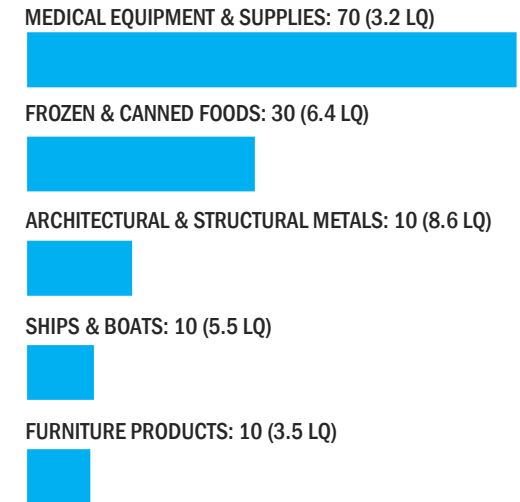 MEDICAL EQUIPMENT & SUPPLIES: 70 (3.2 LQ)
FROZEN & CANNED FOODS: 30 (6.4 LQ)
ARCHITECTURAL & STRUCTURAL METALS: 10 (8.6 LQ)
SHIPS & BOATS: 10 (5.5 LQ)
FURNITURE PRODUCTS: 10 (3.5 LQ)